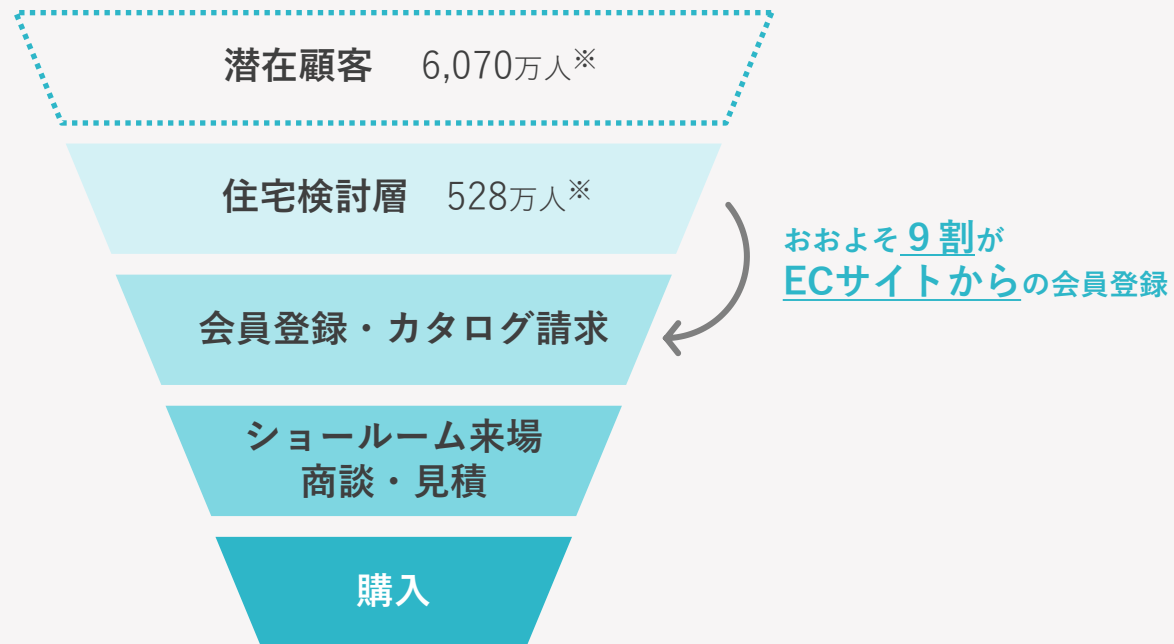 潜在顧客 6,070万人※
住宅検討層 528万人※
おおよそ９割が
ECサイトからの会員登録
会員登録・カタログ請求
ショールーム来場
商談・見積
購入